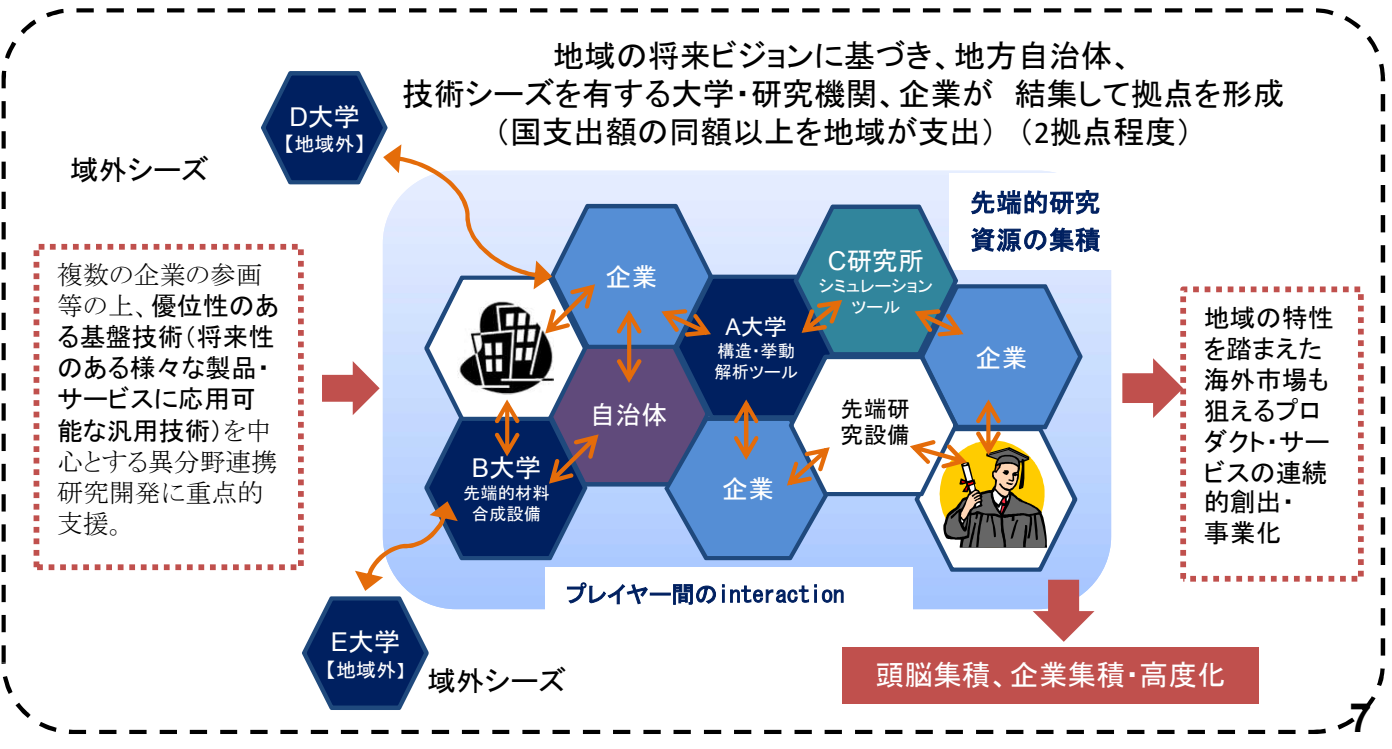 地域の将来ビジョンに基づき、地方自治体、
技術シーズを有する大学・研究機関、企業が　結集して拠点を形成
（国支出額の同額以上を地域が支出）（2拠点程度）
D大学
【地域外】
域外シーズ
先端的研究
資源の集積
複数の企業の参画
等の上、優位性のあ
る基盤技術（将来性
のある様々な製品・
サービスに応用可
能な汎用技術）を中
心とする異分野連携
研究開発に重点的
支援。
企業
C研究所
シミュレーション
ツール
A大学
構造・挙動
解析ツール
企業
自治体
先端研
究設備
B大学
先端的材料
合成設備
企業
地域の特性
を踏まえた
海外市場も
狙えるプロ
ダクト・サー
ビスの連続
的創出・
事業化
プレイヤー間のinteraction
E大学
【地域外】
域外シーズ
頭脳集積、企業集積・高度化
7